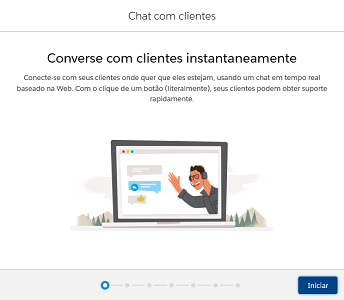 Chat com clientes
Converse com clientes instantaneamente
Conecte-se com seus clientes onde quer que eles estejam, usando um chat em tempo real
baseado na Web. Com o clique de um botão (literalmente), seus clientes podem obter suporte
rapidamente.
Iniciar